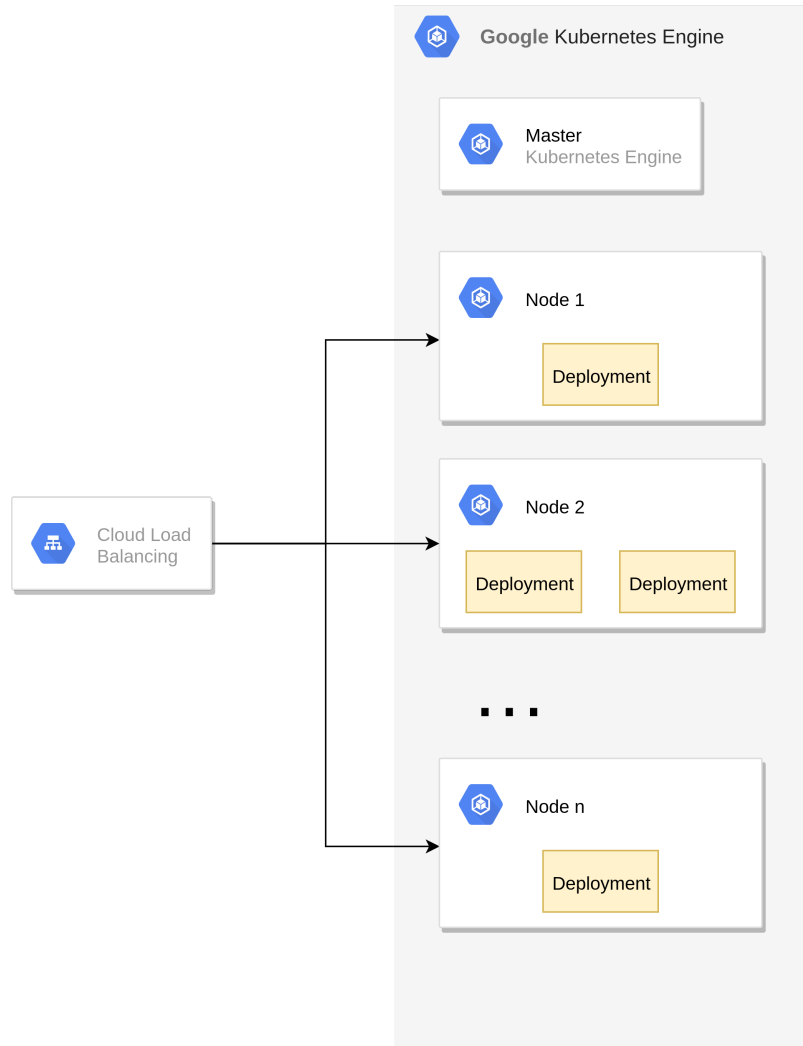 Google Kubernetes Engine
Master
Kubernetes Engine
Node 1
Deployment
Node 2
Deployment Deployment
Cloud Load
Balancing
...
Node n
Deployment